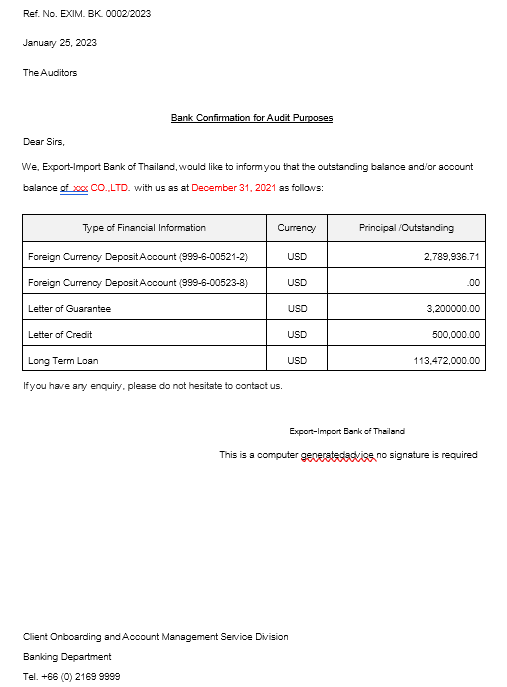 Ref. No. EXIM. BK. 0002/2023
January 25, 2023
The Auditors
Bank Confirmation for Audit Purposes
Dear Sirs,
We, Export-Import Bank of Thailand, would like to inform you that the outstanding balance and/or account
balance of xxx CO.,LTD. with us as at December 31, 2021 as follows:
Type of Financial Information Currency Principal /Outstanding
Foreign Currency Deposit Account (999-6-00521-2) USD 2,789,936.71
Foreign Currency Deposit Account (999-6-00523-8) USD .00
Letter of Guarantee USD 3,200000.00
Letter of Credit USD 500,000.00
Long Term Loan USD 113,472,000.00
If you have any enquiry, please do not hesitate to contact us.
Export-Import Bank of Thailand
This is a computer generatedadvice no signature is required
Client Onboarding and Account Management Service Division
Banking Department
Tel. +66 (0) 2169 9999